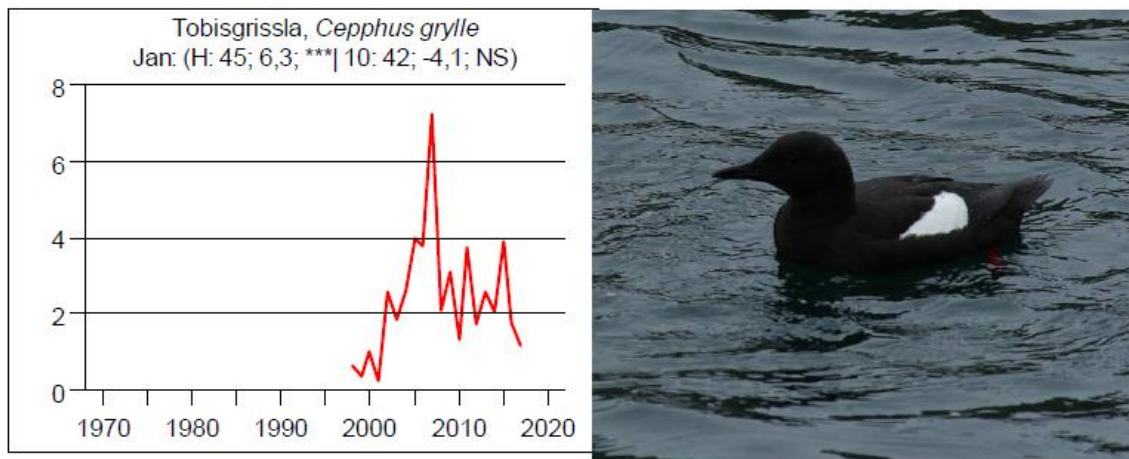 Tobisgrissla, Cepphus grylle
Jan: (H: 45; 6,3; ***| 10: 42; -4,1; NS)
8
6
4
2
0
1970 1980 1990 2000 2010 2020